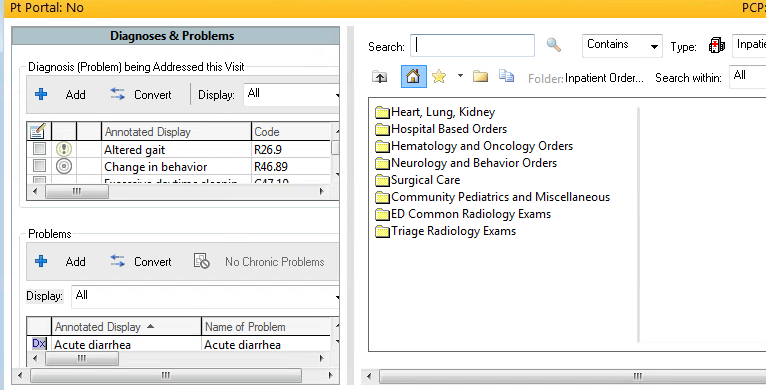 Pt Portal: No
PCP:
Diagnoses & Problems
Diagnosis (Problem) being Addressed this Visit
Add Convert Display: All
Annotated Display Code
Altered gait R26.9
Change in behavior R46.89
Problems
Add Convert No Chronic Problems
Display: All
Annotated Display Name of Problem
Dx Acute diarrhea Acute diarrhea
Search: Contains Type: Inpatie
Folder: Inpatient Order... Search within: All
Heart, Lung, Kidney
Hospital Based Orders
Hematology and Oncology Orders
Neurology and Behavior Orders
Surgical Care
Community Pediatrics and Miscellaneous
ED Common Radiology Exams
Triage Radiology Exams